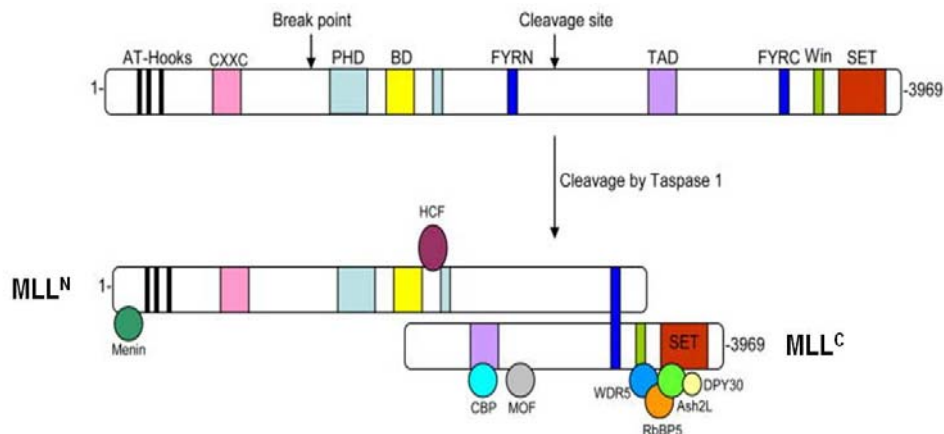 Break point
Cleavage site
AT-Hooks CXXC PHD BD FYRN TAD FYRC Win SET
1- -3969
Cleavage by Taspase 1
HCF
MLLᴺ 1-
Menin
SET -3969 MLLᶜ
CBP MOF WDR5 DPY30
Ash2L
RbBP5